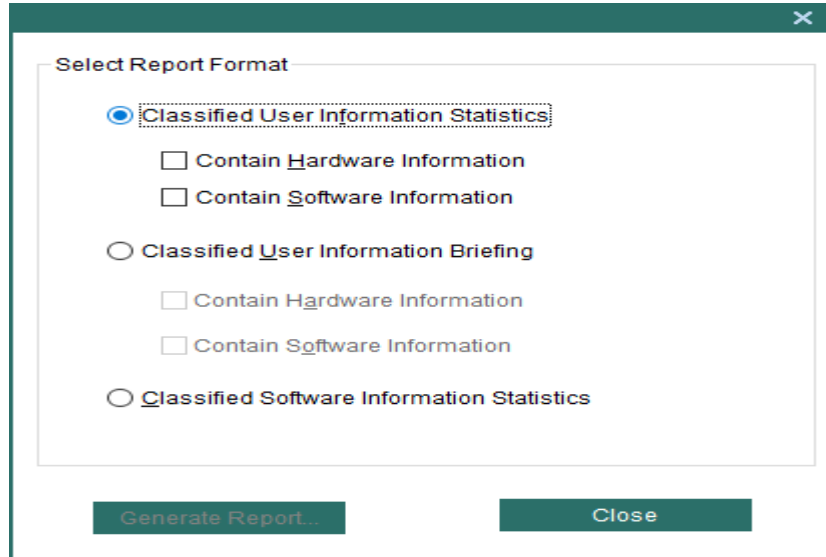 Select Report Format
Classified User Information Statistics
Contain Hardware Information
Contain Software Information
Classified User Information Briefing
Contain Hardware Information
Contain Software Information
Classified Software Information Statistics
Generate Report... Close